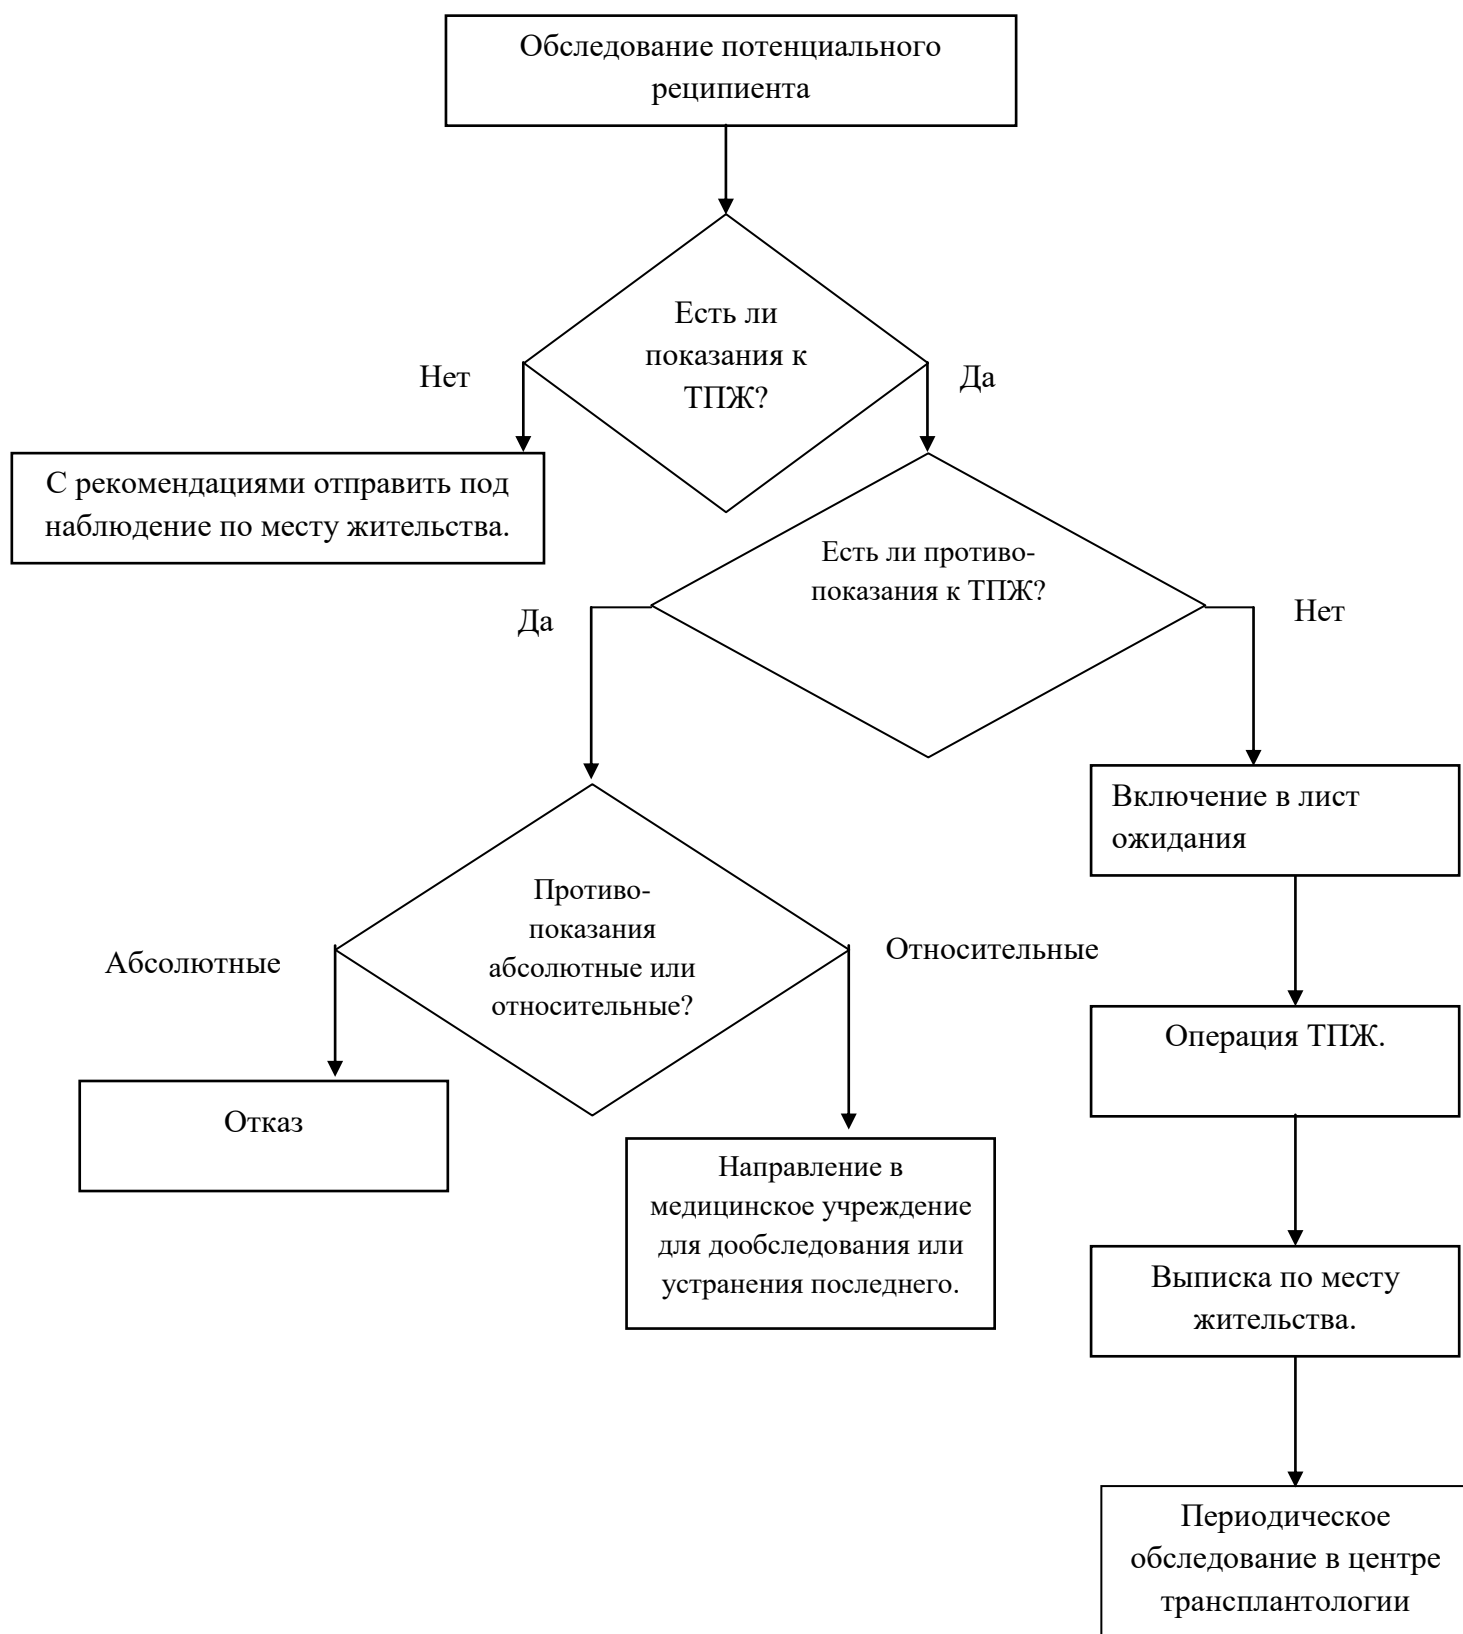 Обследование потенциального
реципиента
Есть ли
показания к
ТПЖ?
Нет
Да
С рекомендациями отправить под
наблюдение по месту жительства.
Есть ли противо-
показания к ТПЖ?
Да
Нет
Включение в лист
ожидания
Противо-
показания
абсолютные или
относительные?
Абсолютные
Относительные
Операция ТПЖ.
Отказ
Направление в
медицинское учреждение
для дообследования или
устранения последнего.
Выписка по месту
жительства.
Периодическое
обследование в центре
трансплантологии